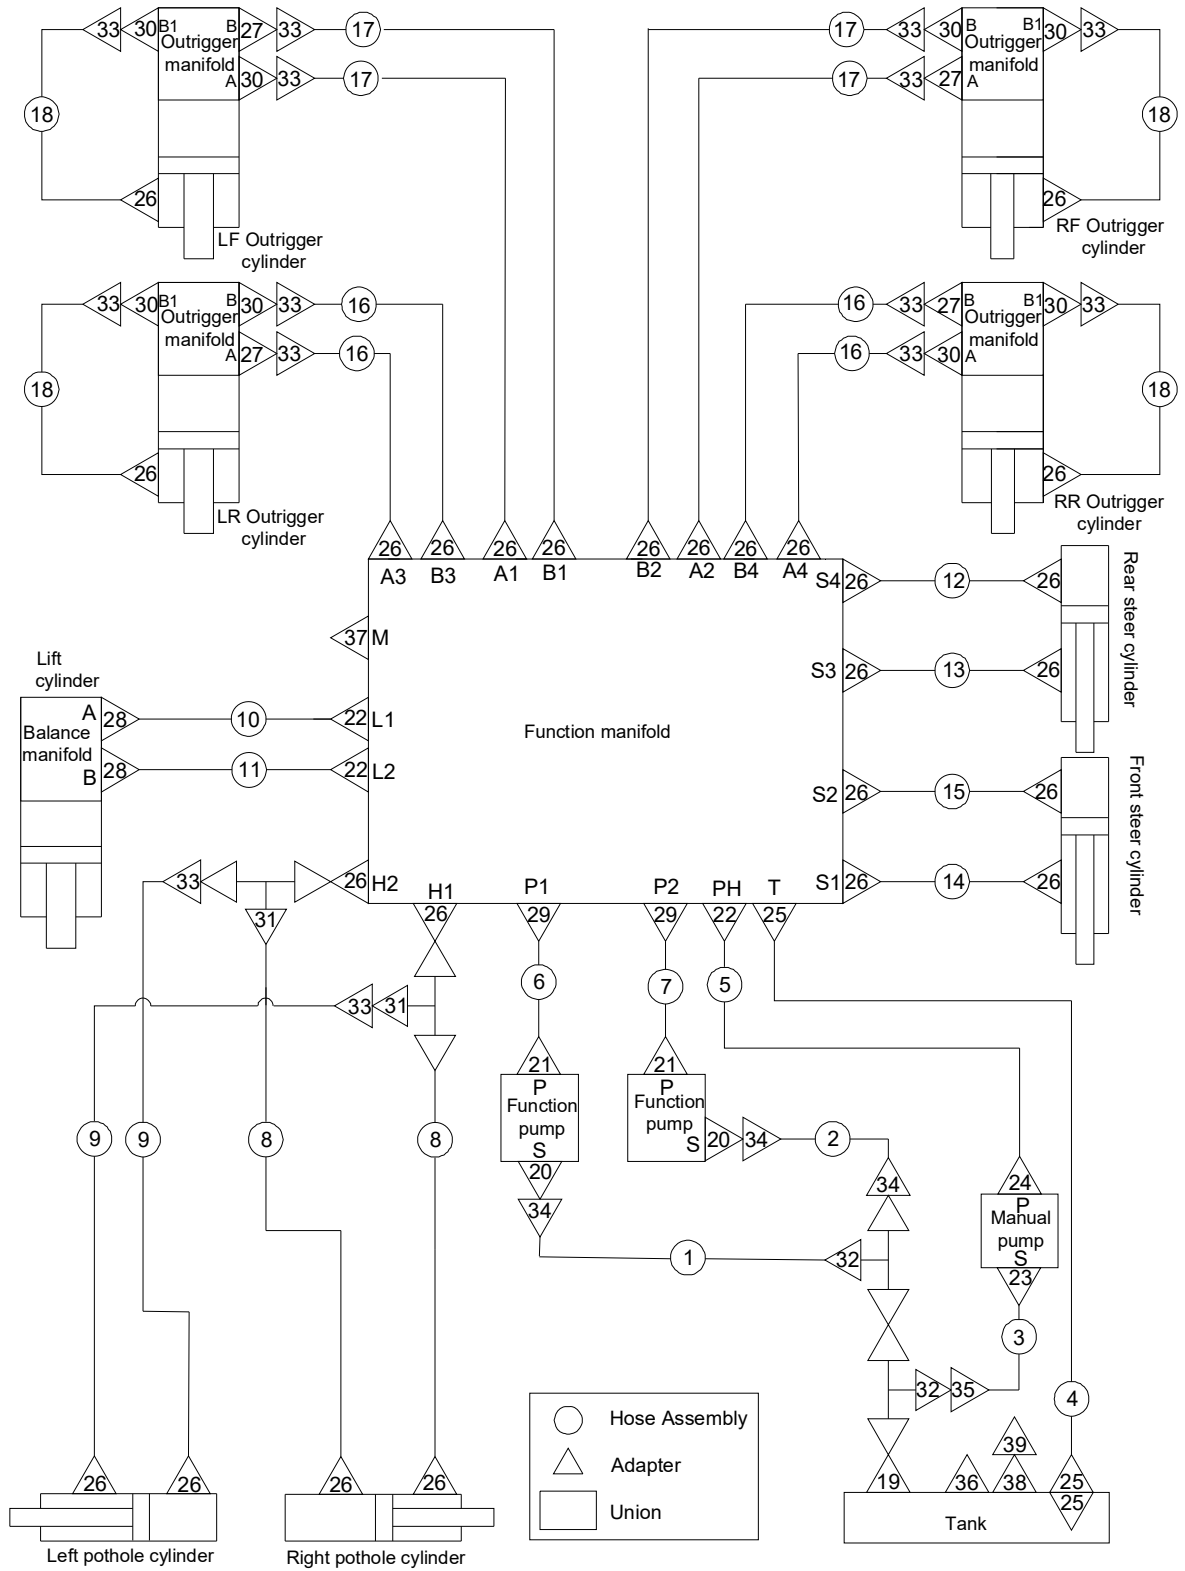 33
30
B1
B
27
33
17
Outrigger
manifold
A
30
33
17
18
26
LF Outrigger
cylinder
17
33
30
B
B1
30
33
Outrigger
manifold
17
33
27
A
18
26
RF Outrigger
cylinder
33
30
B1
B
30
33
16
Outrigger
manifold
A
27
33
16
18
26
LR Outrigger
cylinder
16
33
27
B
B1
30
33
Outrigger
manifold
16
33
30
A
18
26
RR Outrigger
cylinder
26
26
26
26
26
26
26
26
A3
B3
A1
B1
B2
A2
B4
A4
S4
26
12
26
Rear steer cylinder
37
M
S3
26
13
26
Lift
cylinder
A
28
10
22
L1
Balance
manifold
B
28
11
22
L2
Function manifold
S2
26
15
26
Front steer cylinder
S1
26
14
26
33
26
H2
31
H1
26
P1
29
P2
29
PH
22
T
25
6
7
5
33
31
21
P
Function
pump
S
20
34
21
P
Function
pump
S
20
34
2
9
9
8
8
34
24
P
Manual
pump
S
23
1
32
3
32
35
4
Hose Assembly
Adapter
Union
39
26
26
26
26
19
36
38
25
25
Tank
Left pothole cylinder
Right pothole cylinder